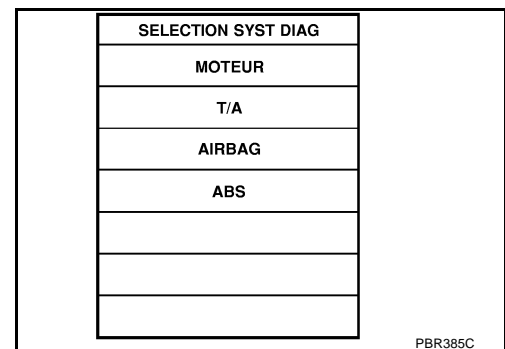 SELECTION SYST DIAG
MOTEUR
T/A
AIRBAG
ABS
PBR385C